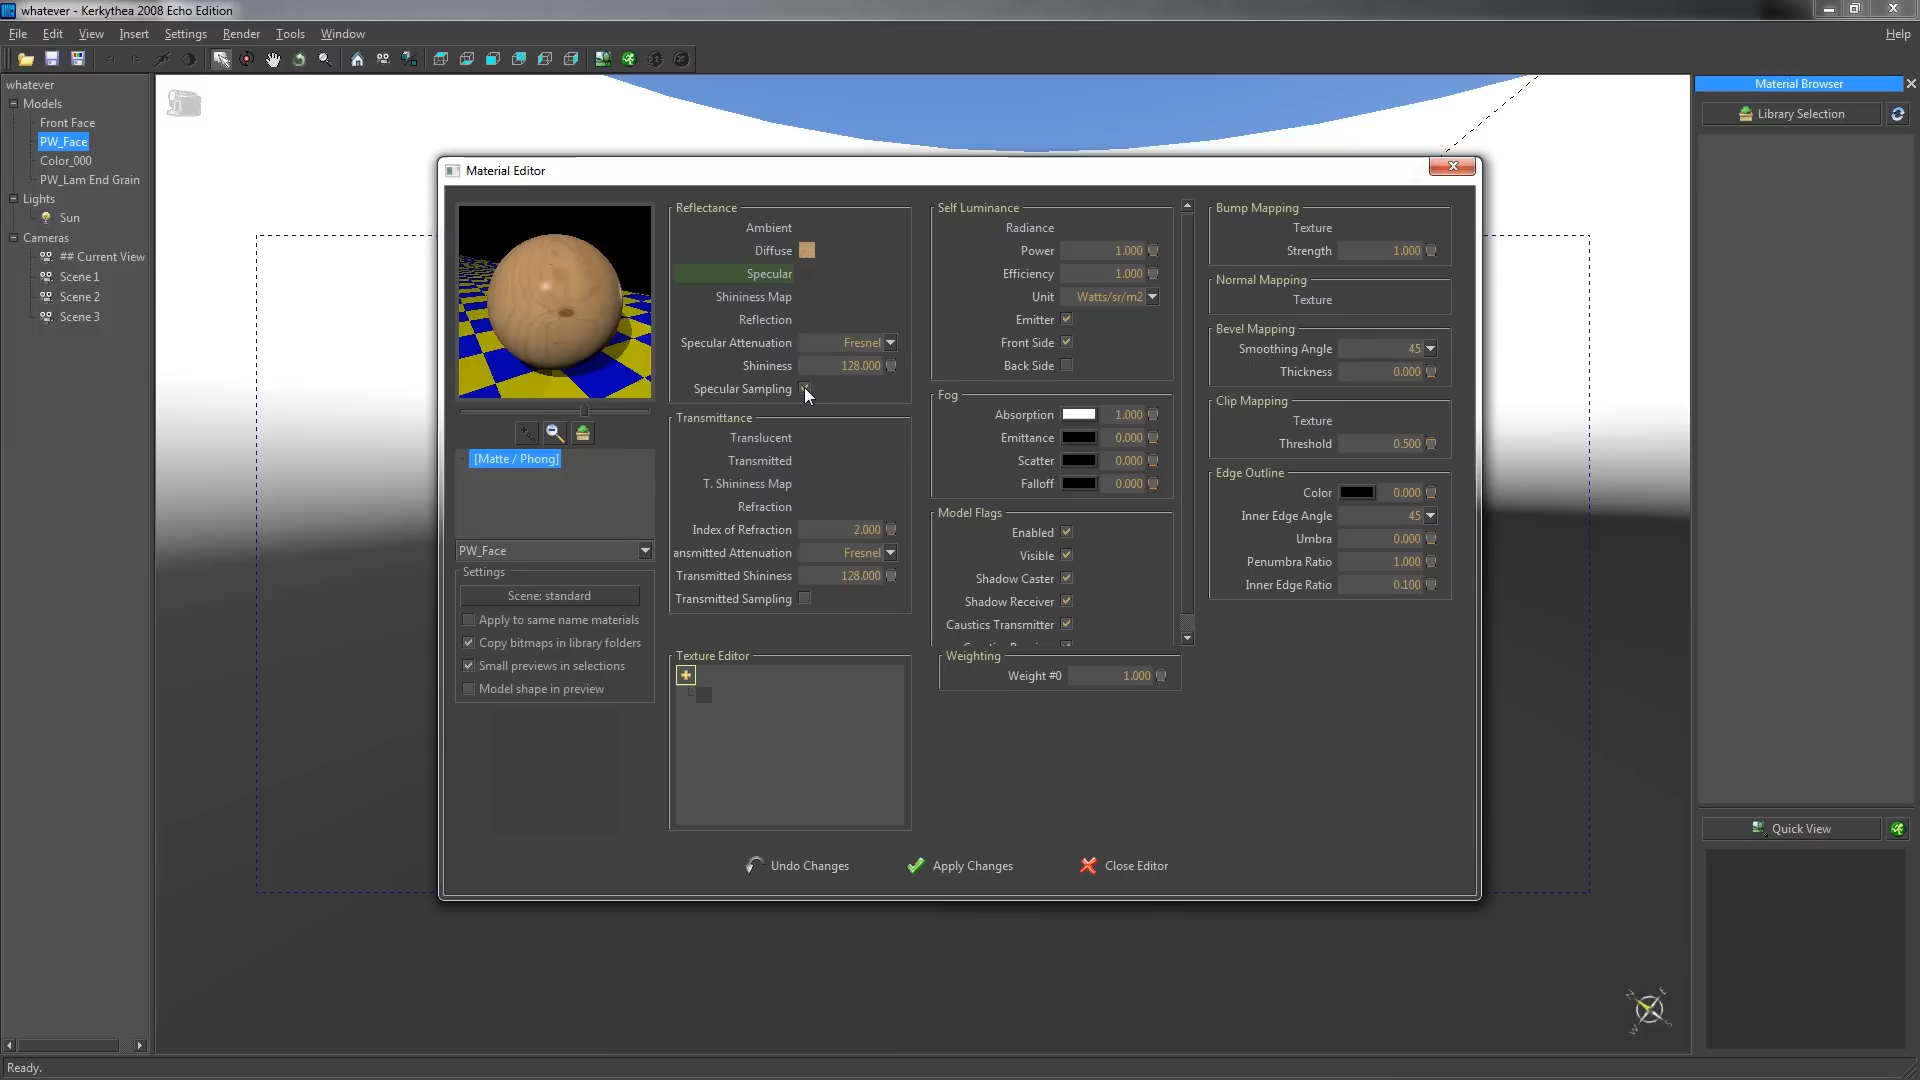 whatever - Kerkythea 2008 Echo Edition
File Edit View Insert Settings Render Tools Window Help
whatever
Models
Front Face
PW_Face
Color_000
PW_Lam End Grain
Lights
Sun
Cameras
## Current View
Scene 1
Scene 2
Scene 3
Material Editor
Reflectance
Ambient
Diffuse
Specular
Shininess Map
Reflection
Specular Attenuation Fresnel
Shininess 128.000
Specular Sampling
Transmittance
Translucent
Transmitted
T. Shininess Map
Refraction
Index of Refraction 2.000
ansmitted Attenuation Fresnel
Transmitted Shininess 128.000
Transmitted Sampling
Texture Editor
[Matte / Phong]
PW_Face
Settings
Scene: standard
Apply to same name materials
Copy bitmaps in library folders
Small previews in selections
Model shape in preview
Self Luminance
Radiance
Power 1.000
Efficiency 1.000
Unit Watts/sr/m2
Emitter
Front Side
Back Side
Fog
Absorption 1.000
Emittance 0.000
Scatter 0.000
Falloff 0.000
Model Flags
Enabled
Visible
Shadow Caster
Shadow Receiver
Caustics Transmitter
Weighting
Weight #0 1.000
Bump Mapping
Texture
Strength 1.000
Normal Mapping
Texture
Bevel Mapping
Smoothing Angle 45
Thickness 0.000
Clip Mapping
Texture
Threshold 0.500
Edge Outline
Color 0.000
Inner Edge Angle 45
Umbra 0.000
Penumbra Ratio 1.000
Inner Edge Ratio 0.100
Undo Changes Apply Changes Close Editor
Material Browser
Library Selection
Quick View
N E
W S
Ready.